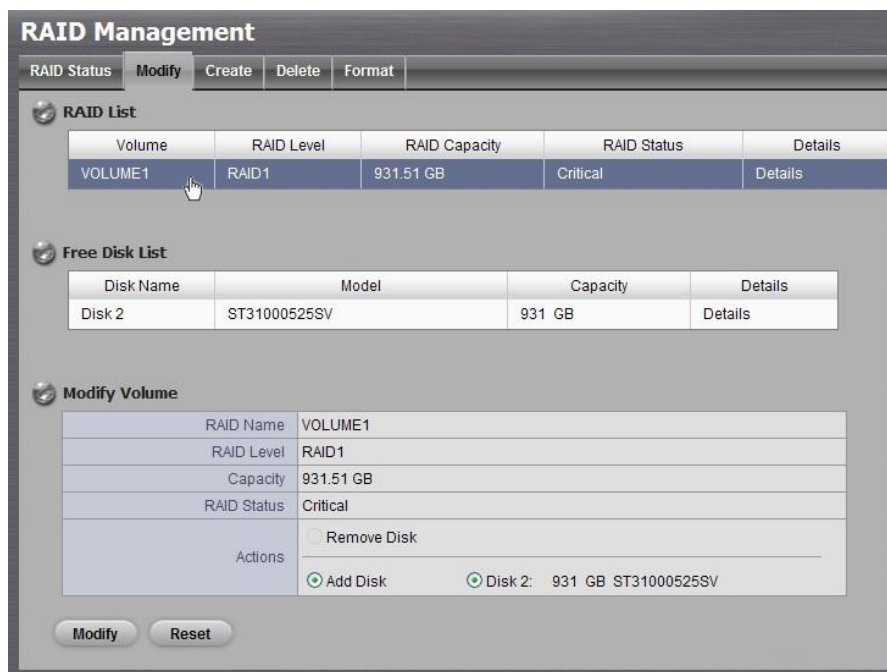 RAID Management
RAID Status Modify Create Delete Format
RAID List
Volume RAID Level RAID Capacity RAID Status Details
VOLUME1 RAID1 931.51 GB Critical Details
Free Disk List
Disk Name Model Capacity Details
Disk 2 ST31000525SV 931 GB Details
Modify Volume
RAID Name VOLUME1
RAID Level RAID1
Capacity 931.51 GB
RAID Status Critical
Actions
Remove Disk
Add Disk Disk 2: 931 GB ST31000525SV
Modify Reset